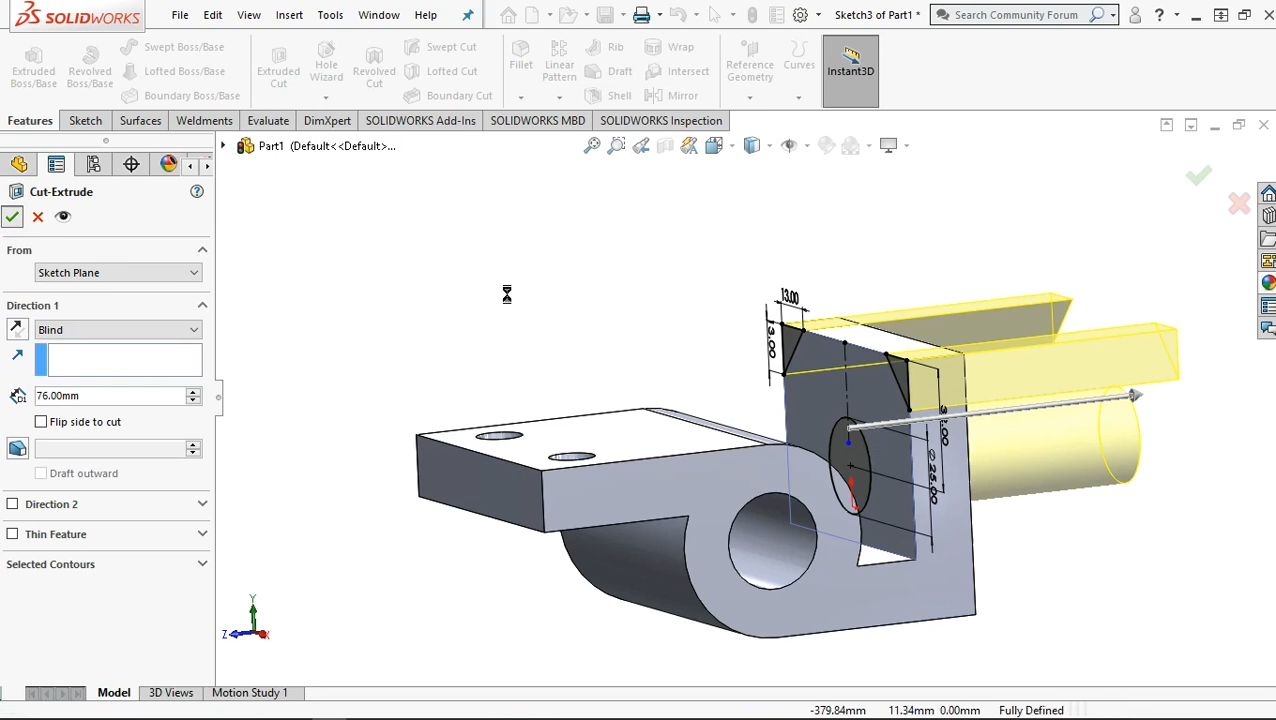 SOLIDWORKS File Edit View Insert Tools Window Help Sketch3 of Part1 * Search Community Forum ?
Extruded Boss/Base Revolved Boss/Base Swept Boss/Base Lofted Boss/Base Boundary Boss/Base Extruded Cut Hole Wizard Revolved Cut Swept Cut Lofted Cut Boundary Cut Fillet Linear Pattern Rib Draft Shell Wrap Intersect Mirror Reference Geometry Curves Instant3D
Features Sketch Surfaces Weldments Evaluate DimXpert SOLIDWORKS Add-Ins SOLIDWORKS MBD SOLIDWORKS Inspection
Part1 (Default<<Default>...
Cut-Extrude
From
Sketch Plane
Direction 1
Blind
76.00mm
Flip side to cut
Draft outward
Direction 2
Thin Feature
Selected Contours
13.00
13.00
⌀25.00
Y
Z
X
Model 3D Views Motion Study 1
-379.84mm 11.34mm 0.00mm Fully Defined